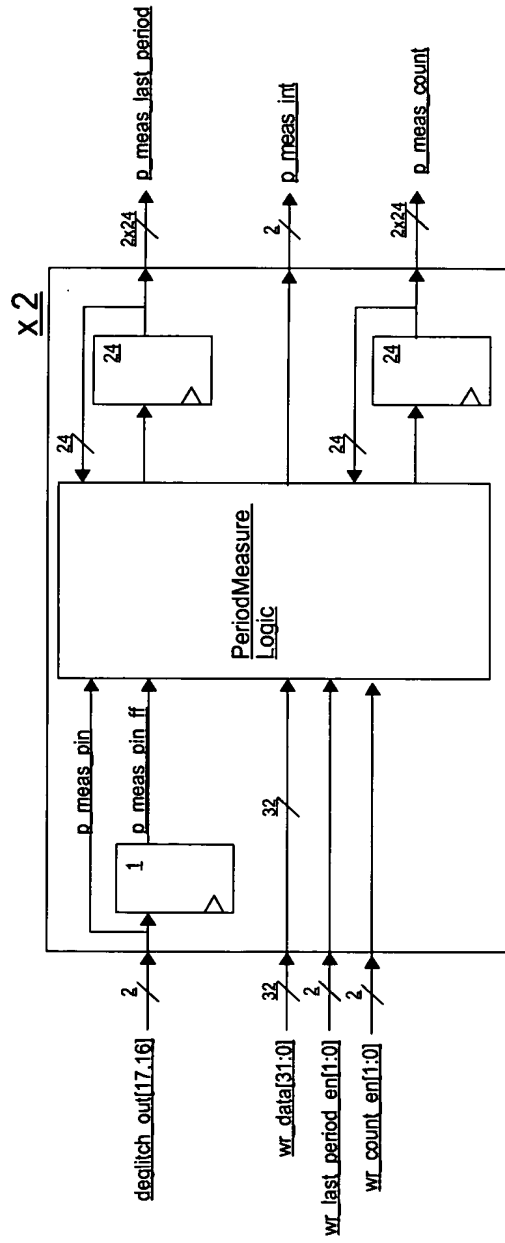 x 2
deglitch_out[17,16]
2
p_meas_pin
1
p_meas_pin_ff
wr_data[31:0]
32
32
wr_last_period_en[1:0]
2
wr_count_en[1:0]
2
PeriodMeasure
Logic
24
24
2x24
p_meas_last_period
2
p_meas_int
24
24
2x24
p_meas_count